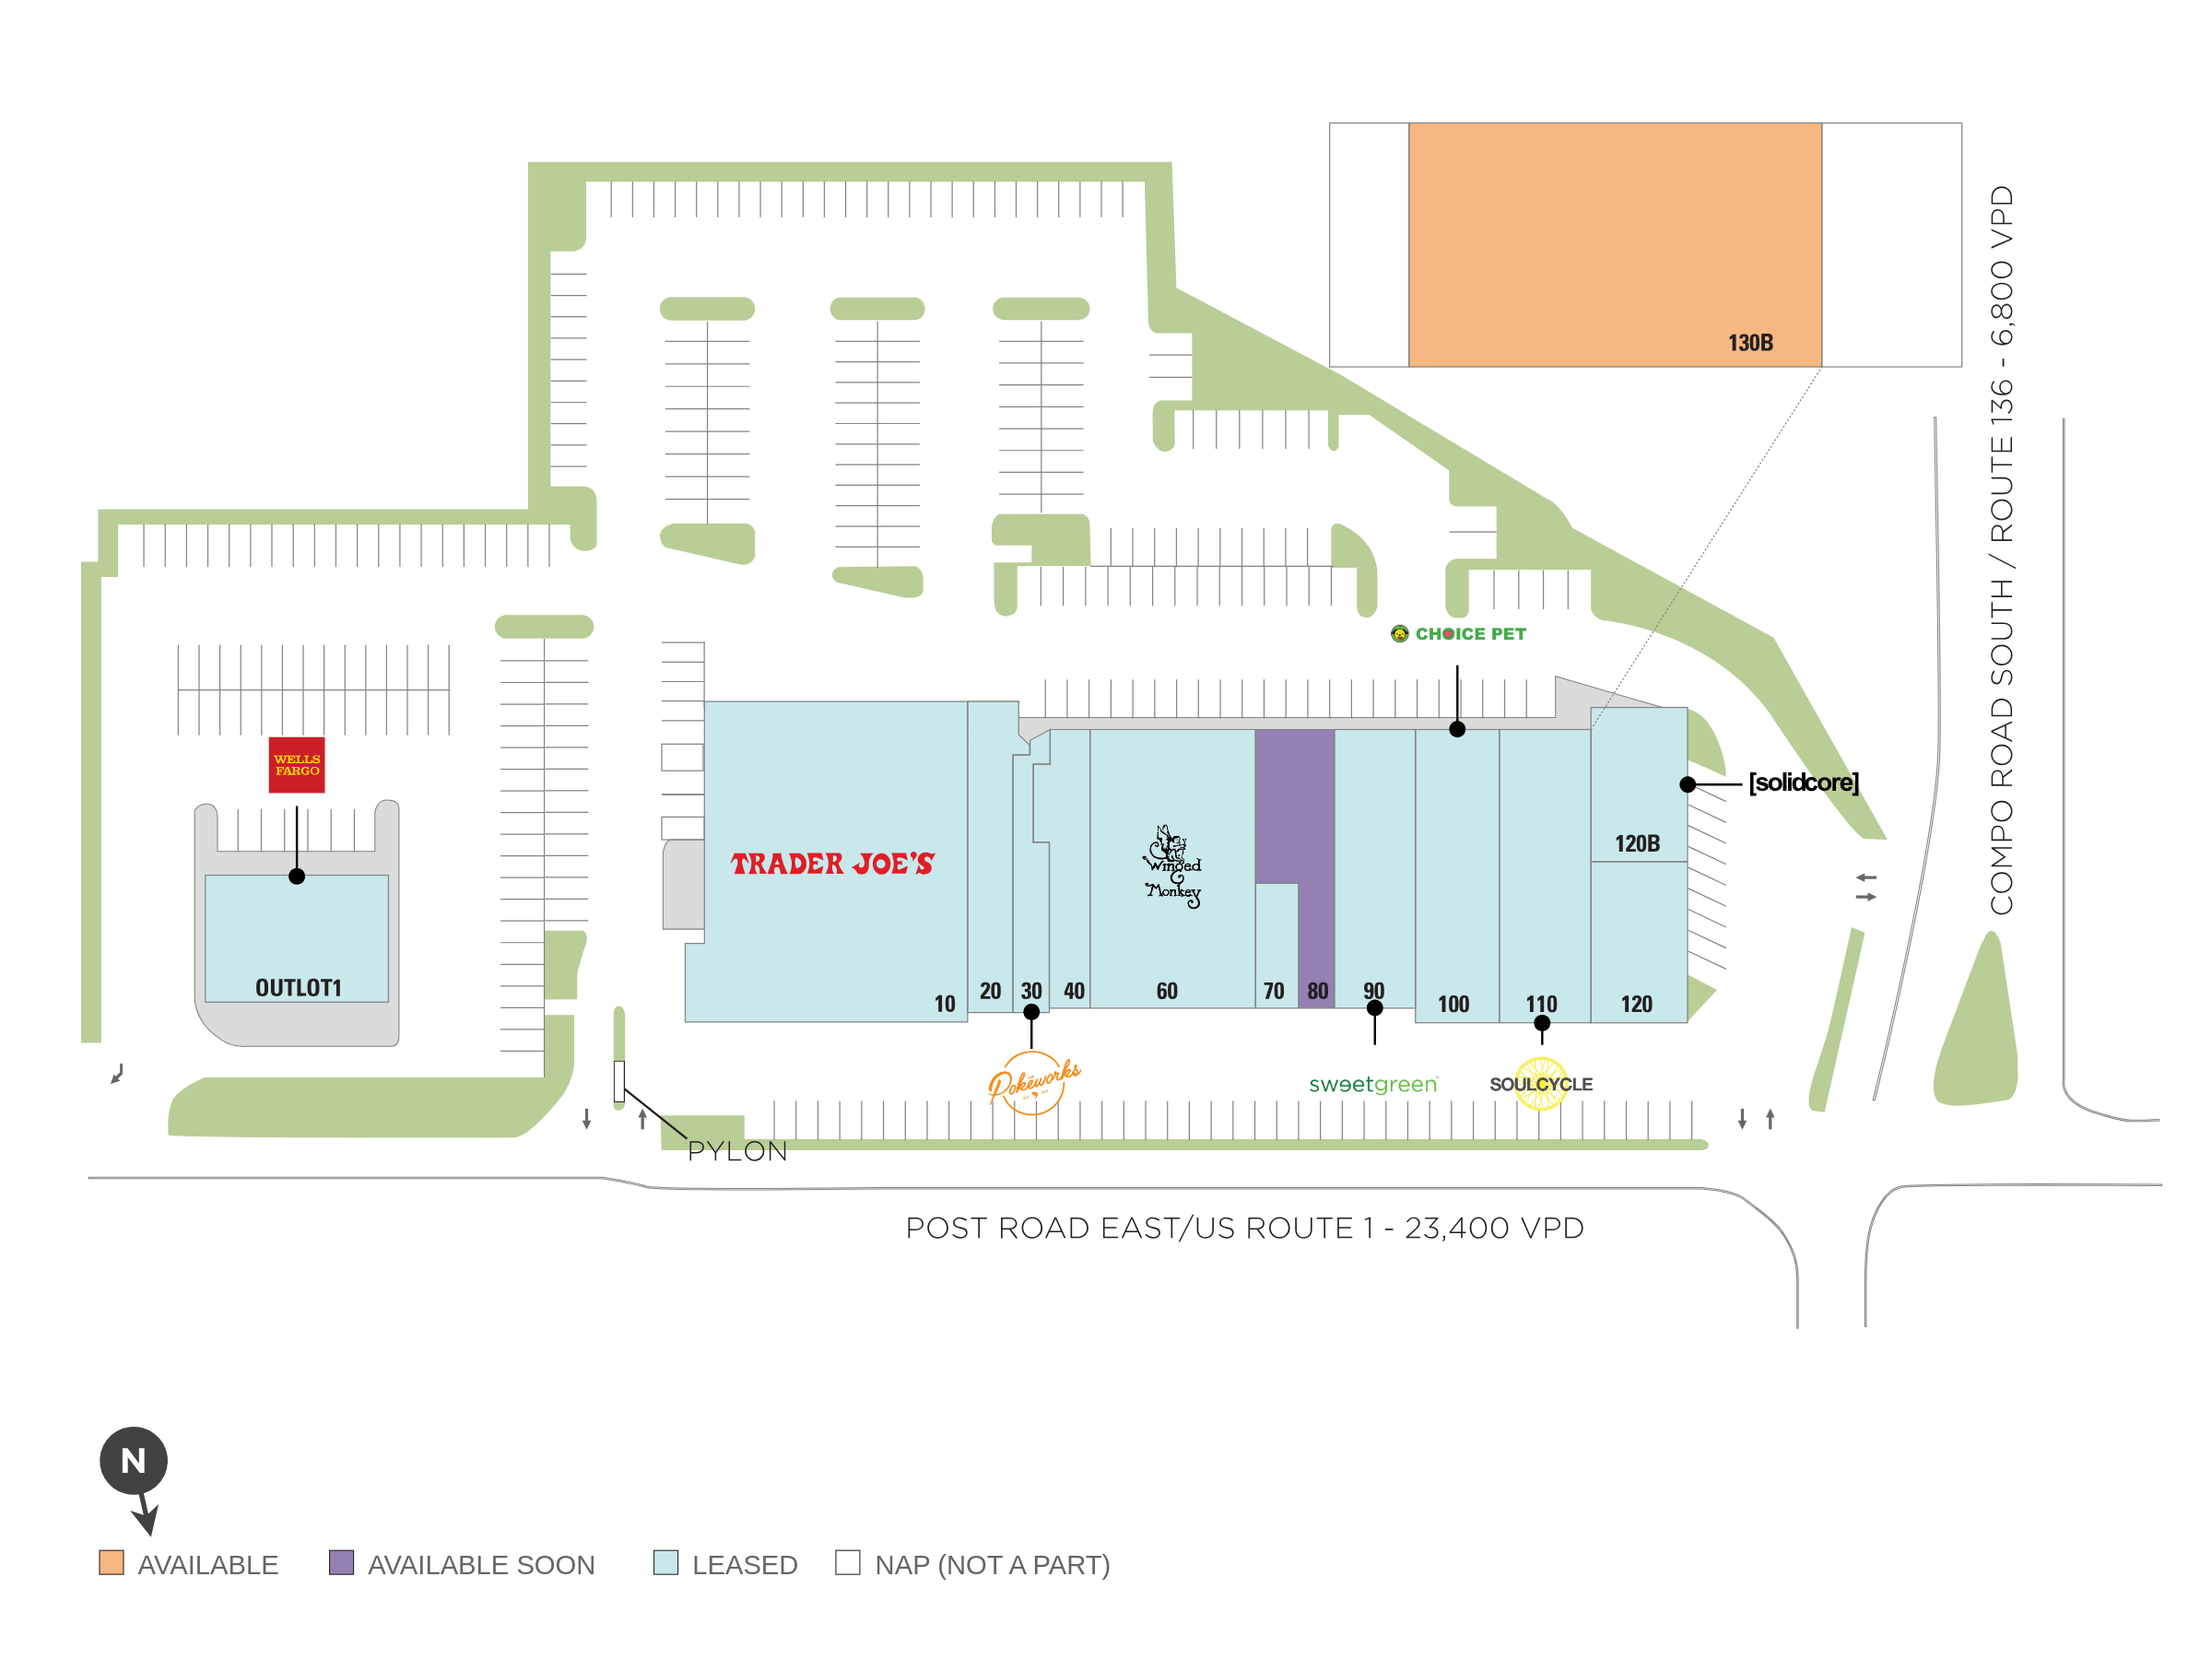 130B
COMPO ROAD SOUTH / ROUTE 136 - 6,800 VPD
CHOICE PET
WELLS
FARGO
[solidcore]
120B
TRADER JOE'S
Winged
Monkey
OUTLOT1
10
20
30
40
60
70
80
90
100
110
120
Pokéworks
sweetgreen
SOULCYCLE
PYLON
POST ROAD EAST/US ROUTE 1 - 23,400 VPD
N
AVAILABLE
AVAILABLE SOON
LEASED
NAP (NOT A PART)